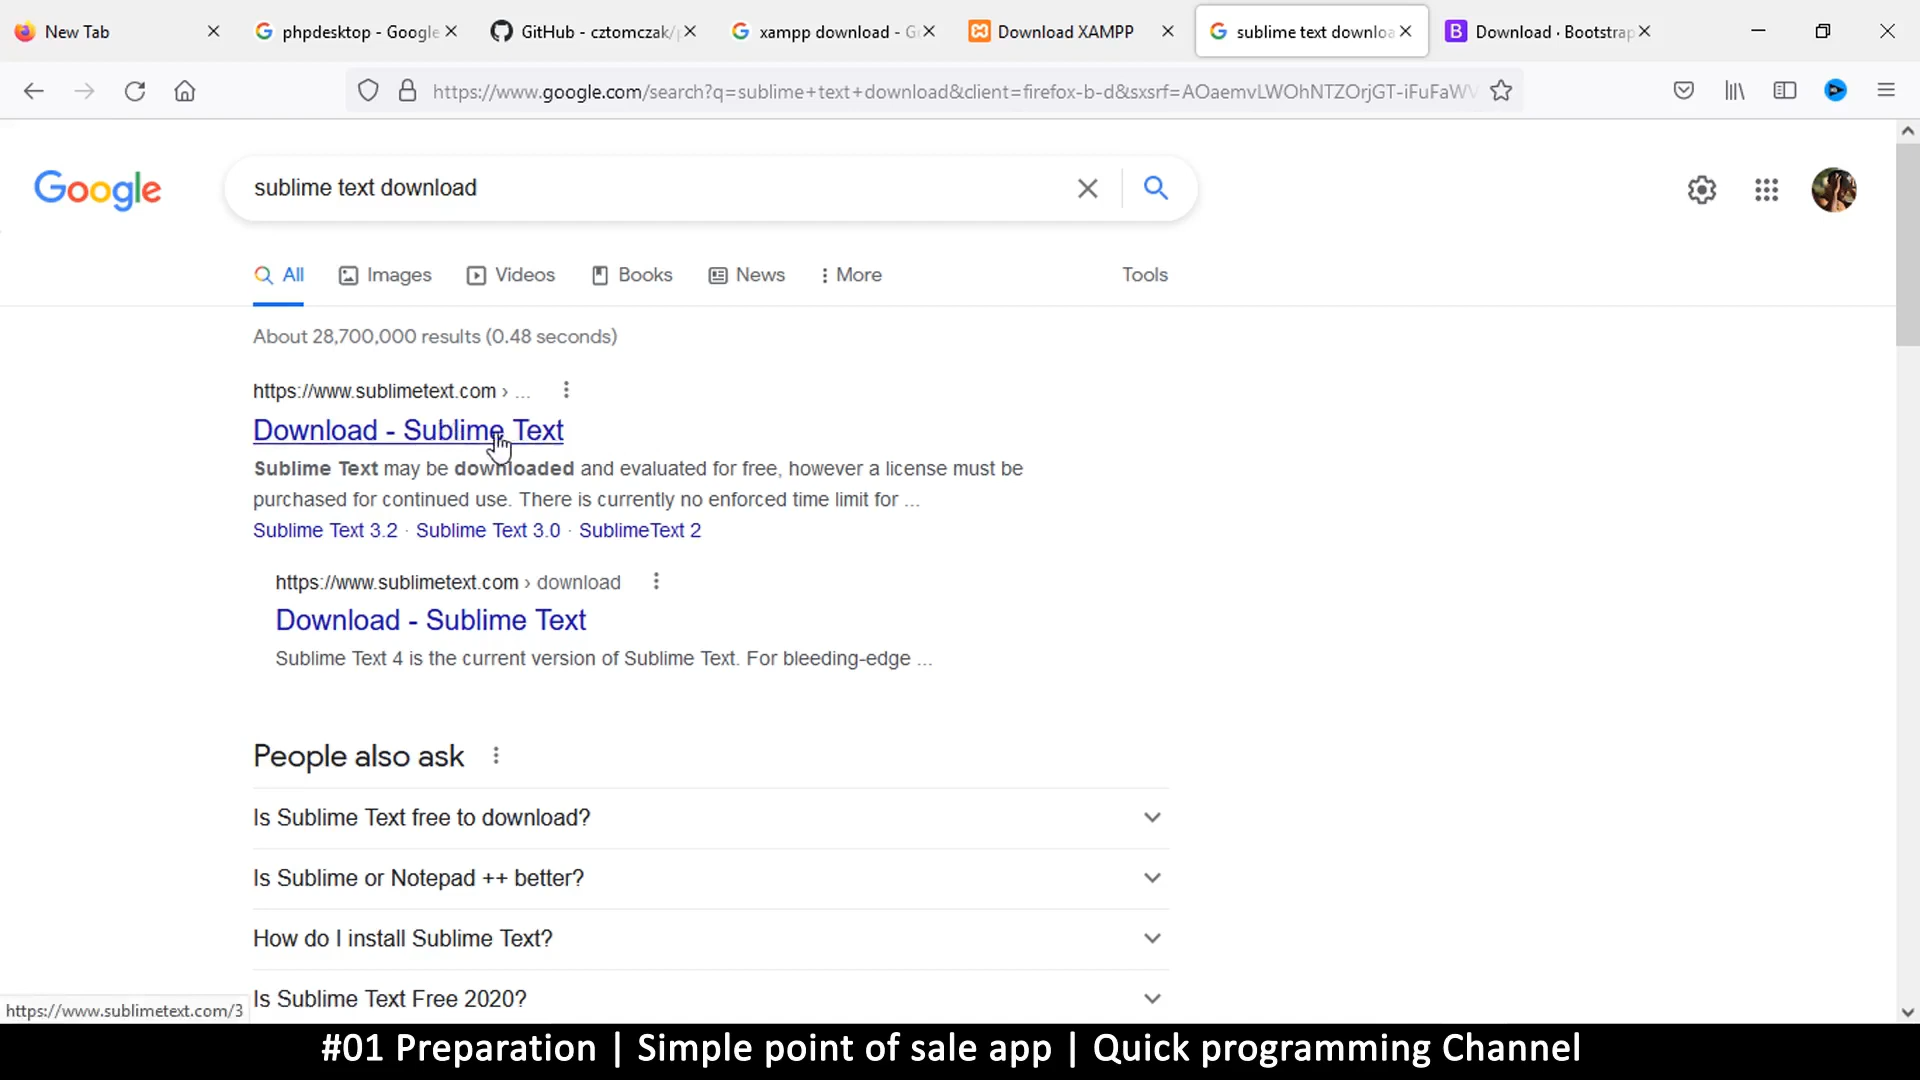 New Tab
phpdesktop - Google
GitHub - cztomczak/p
xampp download - Go
Download XAMPP
sublime text downloa
B Download · Bootstrap
https://www.google.com/search?q=sublime+text+download&client=firefox-b-d&sxsrf=AOaemvLWOhNTZOrjGT-iFuFaWV
Google
sublime text download
All
Images
Videos
Books
News
More
Tools
About 28,700,000 results (0.48 seconds)
https://www.sublimetext.com › ...
Download - Sublime Text
Sublime Text may be downloaded and evaluated for free, however a license must be
purchased for continued use. There is currently no enforced time limit for ...
Sublime Text 3.2 · Sublime Text 3.0 · SublimeText 2
https://www.sublimetext.com › download
Download - Sublime Text
Sublime Text 4 is the current version of Sublime Text. For bleeding-edge ...
People also ask
Is Sublime Text free to download?
Is Sublime or Notepad ++ better?
How do I install Sublime Text?
Is Sublime Text Free 2020?
https://www.sublimetext.com/3
#01 Preparation | Simple point of sale app | Quick programming Channel